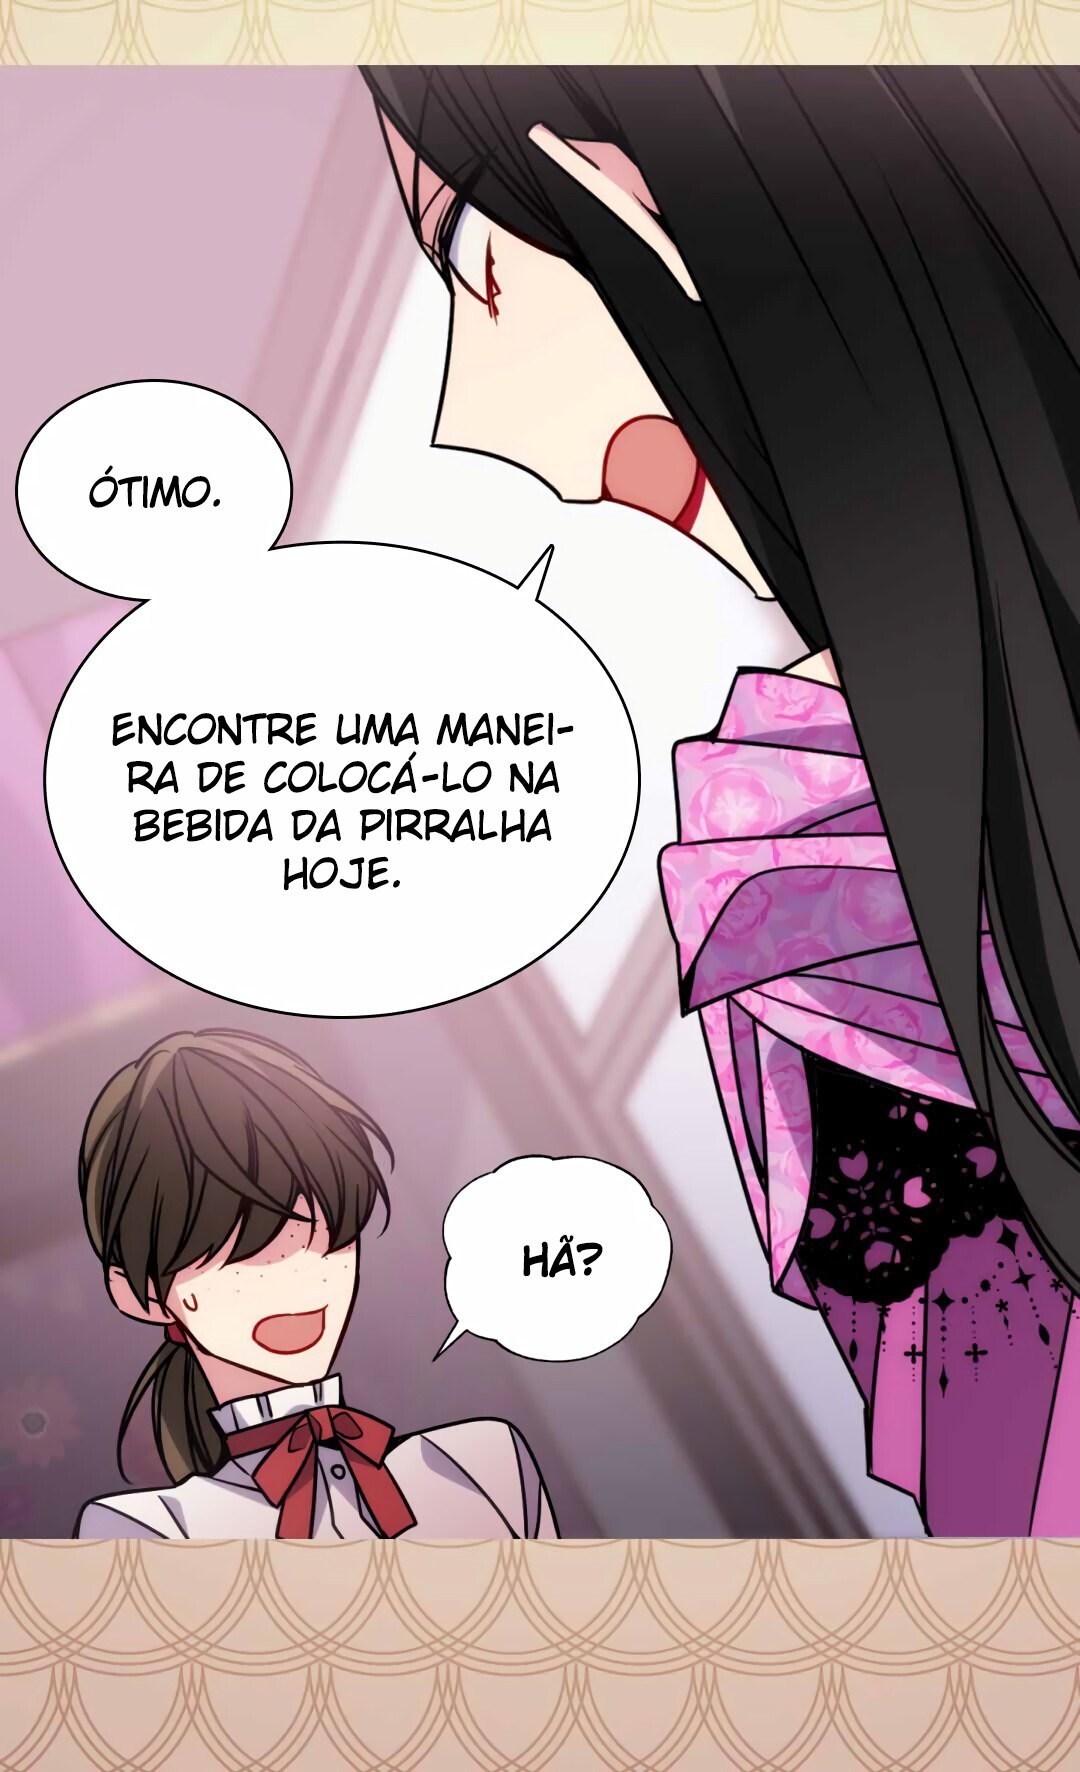 ÓTIMO.
ENCONTRE UMA MANEI-
RA DE COLOCÁ-LO NA
BEBIDA DA PIRRALHA
HOJE.
HÃ?